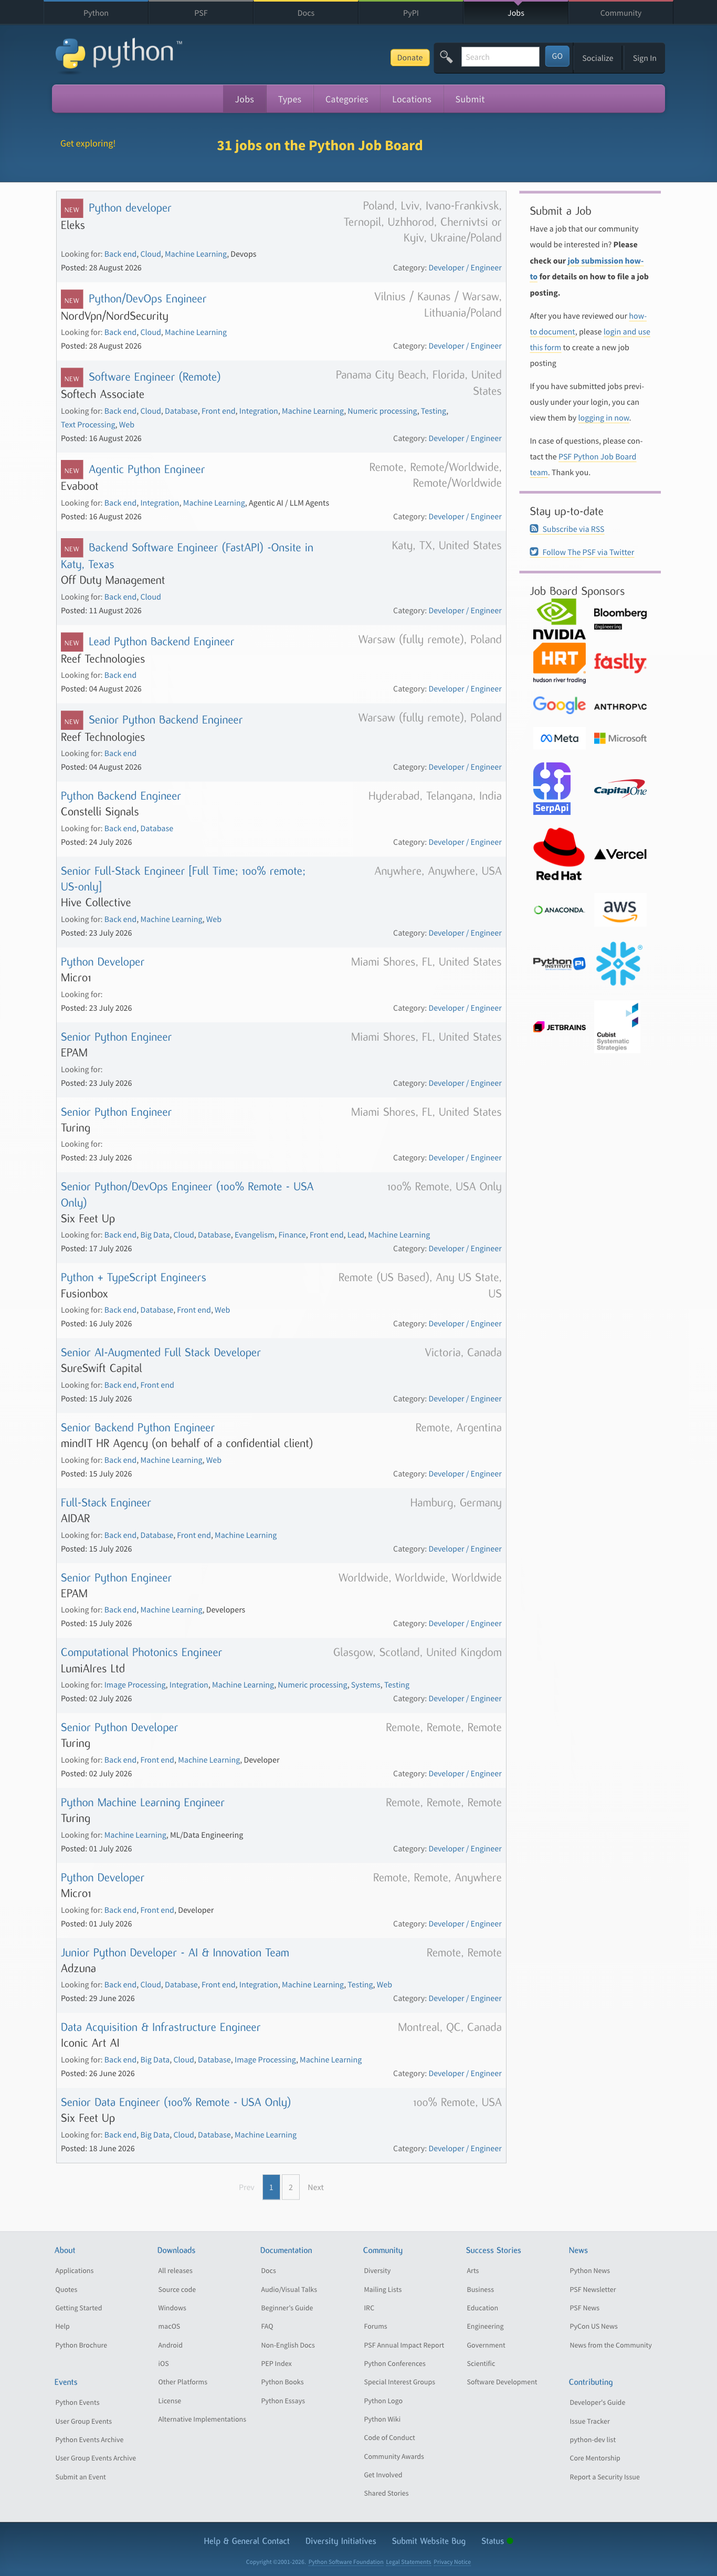 Python
PSF
Docs
PyPI
Jobs
Community
python™
Donate
Search
GO
Socialize
Sign In
Jobs
Types
Categories
Locations
Submit
Get exploring!
31 jobs on the Python Job Board
NEW Python developer
Eleks
Poland, Lviv, Ivano-Frankivsk,
Ternopil, Uzhhorod, Chernivtsi or
Kyiv, Ukraine/Poland
Looking for: Back end, Cloud, Machine Learning, Devops
Posted: 28 August 2026
Category: Developer / Engineer
NEW Python/DevOps Engineer
NordVpn/NordSecurity
Vilnius / Kaunas / Warsaw,
Lithuania/Poland
Looking for: Back end, Cloud, Machine Learning
Posted: 28 August 2026
Category: Developer / Engineer
NEW Software Engineer (Remote)
Softech Associate
Panama City Beach, Florida, United
States
Looking for: Back end, Cloud, Database, Front end, Integration, Machine Learning, Numeric processing, Testing,
Text Processing, Web
Posted: 16 August 2026
Category: Developer / Engineer
NEW Agentic Python Engineer
Evaboot
Remote, Remote/Worldwide,
Remote/Worldwide
Looking for: Back end, Integration, Machine Learning, Agentic AI / LLM Agents
Posted: 16 August 2026
Category: Developer / Engineer
NEW Backend Software Engineer (FastAPI) -Onsite in
Katy, Texas
Off Duty Management
Katy, TX, United States
Looking for: Back end, Cloud
Posted: 11 August 2026
Category: Developer / Engineer
NEW Lead Python Backend Engineer
Reef Technologies
Warsaw (fully remote), Poland
Looking for: Back end
Posted: 04 August 2026
Category: Developer / Engineer
NEW Senior Python Backend Engineer
Reef Technologies
Warsaw (fully remote), Poland
Looking for: Back end
Posted: 04 August 2026
Category: Developer / Engineer
Python Backend Engineer
Constelli Signals
Hyderabad, Telangana, India
Looking for: Back end, Database
Posted: 24 July 2026
Category: Developer / Engineer
Senior Full-Stack Engineer [Full Time; 100% remote;
US-only]
Hive Collective
Anywhere, Anywhere, USA
Looking for: Back end, Machine Learning, Web
Posted: 23 July 2026
Category: Developer / Engineer
Python Developer
Micro1
Miami Shores, FL, United States
Looking for:
Posted: 23 July 2026
Category: Developer / Engineer
Senior Python Engineer
EPAM
Miami Shores, FL, United States
Looking for:
Posted: 23 July 2026
Category: Developer / Engineer
Senior Python Engineer
Turing
Miami Shores, FL, United States
Looking for:
Posted: 23 July 2026
Category: Developer / Engineer
Senior Python/DevOps Engineer (100% Remote - USA
Only)
Six Feet Up
100% Remote, USA Only
Looking for: Back end, Big Data, Cloud, Database, Evangelism, Finance, Front end, Lead, Machine Learning
Posted: 17 July 2026
Category: Developer / Engineer
Python + TypeScript Engineers
Fusionbox
Remote (US Based), Any US State,
US
Looking for: Back end, Database, Front end, Web
Posted: 16 July 2026
Category: Developer / Engineer
Senior AI-Augmented Full Stack Developer
SureSwift Capital
Victoria, Canada
Looking for: Back end, Front end
Posted: 15 July 2026
Category: Developer / Engineer
Senior Backend Python Engineer
mindIT HR Agency (on behalf of a confidential client)
Remote, Argentina
Looking for: Back end, Machine Learning, Web
Posted: 15 July 2026
Category: Developer / Engineer
Full-Stack Engineer
AIDAR
Hamburg, Germany
Looking for: Back end, Database, Front end, Machine Learning
Posted: 15 July 2026
Category: Developer / Engineer
Senior Python Engineer
EPAM
Worldwide, Worldwide, Worldwide
Looking for: Back end, Machine Learning, Developers
Posted: 15 July 2026
Category: Developer / Engineer
Computational Photonics Engineer
LumiAIres Ltd
Glasgow, Scotland, United Kingdom
Looking for: Image Processing, Integration, Machine Learning, Numeric processing, Systems, Testing
Posted: 02 July 2026
Category: Developer / Engineer
Senior Python Developer
Turing
Remote, Remote, Remote
Looking for: Back end, Front end, Machine Learning, Developer
Posted: 02 July 2026
Category: Developer / Engineer
Python Machine Learning Engineer
Turing
Remote, Remote, Remote
Looking for: Machine Learning, ML/Data Engineering
Posted: 01 July 2026
Category: Developer / Engineer
Python Developer
Micro1
Remote, Remote, Anywhere
Looking for: Back end, Front end, Developer
Posted: 01 July 2026
Category: Developer / Engineer
Junior Python Developer - AI & Innovation Team
Adzuna
Remote, Remote
Looking for: Back end, Cloud, Database, Front end, Integration, Machine Learning, Testing, Web
Posted: 29 June 2026
Category: Developer / Engineer
Data Acquisition & Infrastructure Engineer
Iconic Art AI
Montreal, QC, Canada
Looking for: Back end, Big Data, Cloud, Database, Image Processing, Machine Learning
Posted: 26 June 2026
Category: Developer / Engineer
Senior Data Engineer (100% Remote - USA Only)
Six Feet Up
100% Remote, USA
Looking for: Back end, Big Data, Cloud, Database, Machine Learning
Posted: 18 June 2026
Category: Developer / Engineer
Prev 1 2 Next
Submit a Job
Have a job that our community
would be interested in? Please
check our job submission how-
to for details on how to file a job
posting.
After you have reviewed our how-
to document, please login and use
this form to create a new job
posting
If you have submitted jobs previ-
ously under your login, you can
view them by logging in now.
In case of questions, please con-
tact the PSF Python Job Board
team. Thank you.
Stay up-to-date
Subscribe via RSS
Follow The PSF via Twitter
Job Board Sponsors
NVIDIA
Bloomberg
Engineering
HRT
hudson river trading
fastly
Google
ANTHROP\C
Meta
Microsoft
SerpApi
Capital One
Red Hat
Vercel
ANACONDA
aws
Python
INSTITUTE
PI
JETBRAINS
Cubist
Systematic
Strategies
About
Applications
Quotes
Getting Started
Help
Python Brochure
Downloads
All releases
Source code
Windows
macOS
Android
iOS
Other Platforms
License
Alternative Implementations
Documentation
Docs
Audio/Visual Talks
Beginner's Guide
FAQ
Non-English Docs
PEP Index
Python Books
Python Essays
Community
Diversity
Mailing Lists
IRC
Forums
PSF Annual Impact Report
Python Conferences
Special Interest Groups
Python Logo
Python Wiki
Code of Conduct
Community Awards
Get Involved
Shared Stories
Success Stories
Arts
Business
Education
Engineering
Government
Scientific
Software Development
News
Python News
PSF Newsletter
PSF News
PyCon US News
News from the Community
Events
Python Events
User Group Events
Python Events Archive
User Group Events Archive
Submit an Event
Contributing
Developer's Guide
Issue Tracker
python-dev list
Core Mentorship
Report a Security Issue
Help & General Contact
Diversity Initiatives
Submit Website Bug
Status
Copyright ©2001-2026. Python Software Foundation Legal Statements Privacy Notice